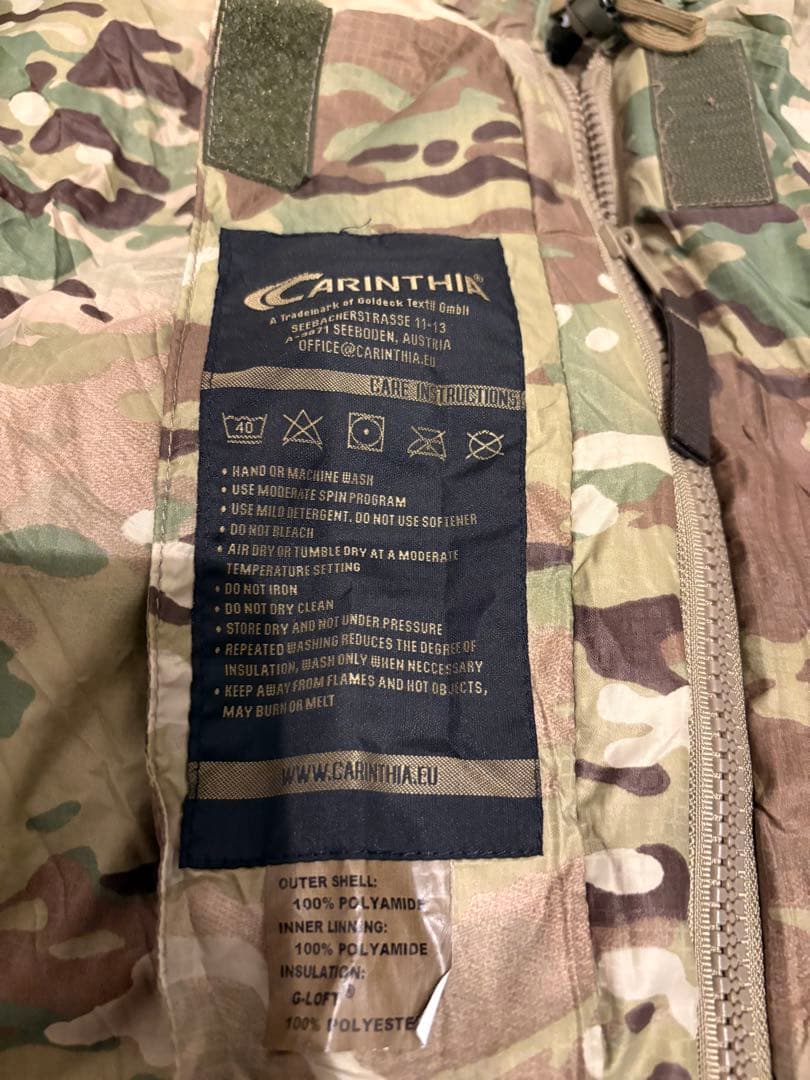 CARINTHIA®
A Trademark of Goldeck Textil GmbH
SEEBACHERSTRASSE 11-13
A-9871 SEEBODEN, AUSTRIA
OFFICE@CARINTHIA.EU
CARE INSTRUCTIONS
40
• HAND OR MACHINE WASH
• USE MODERATE SPIN PROGRAM
• USE MILD DETERGENT. DO NOT USE SOFTENER
• DO NOT BLEACH
• AIR DRY OR TUMBLE DRY AT A MODERATE
TEMPERATURE SETTING
• DO NOT IRON
• DO NOT DRY CLEAN
• STORE DRY AND NOT UNDER PRESSURE
• REPEATED WASHING REDUCES THE DEGREE OF
INSULATION, WASH ONLY WHEN NECCESSARY
• KEEP AWAY FROM FLAMES AND HOT OBJECTS,
MAY BURN OR MELT
WWW.CARINTHIA.EU
OUTER SHELL:
100% POLYAMIDE
INNER LINNING:
100% POLYAMIDE
INSULATION:
G-LOFT®
100% POLYESTE